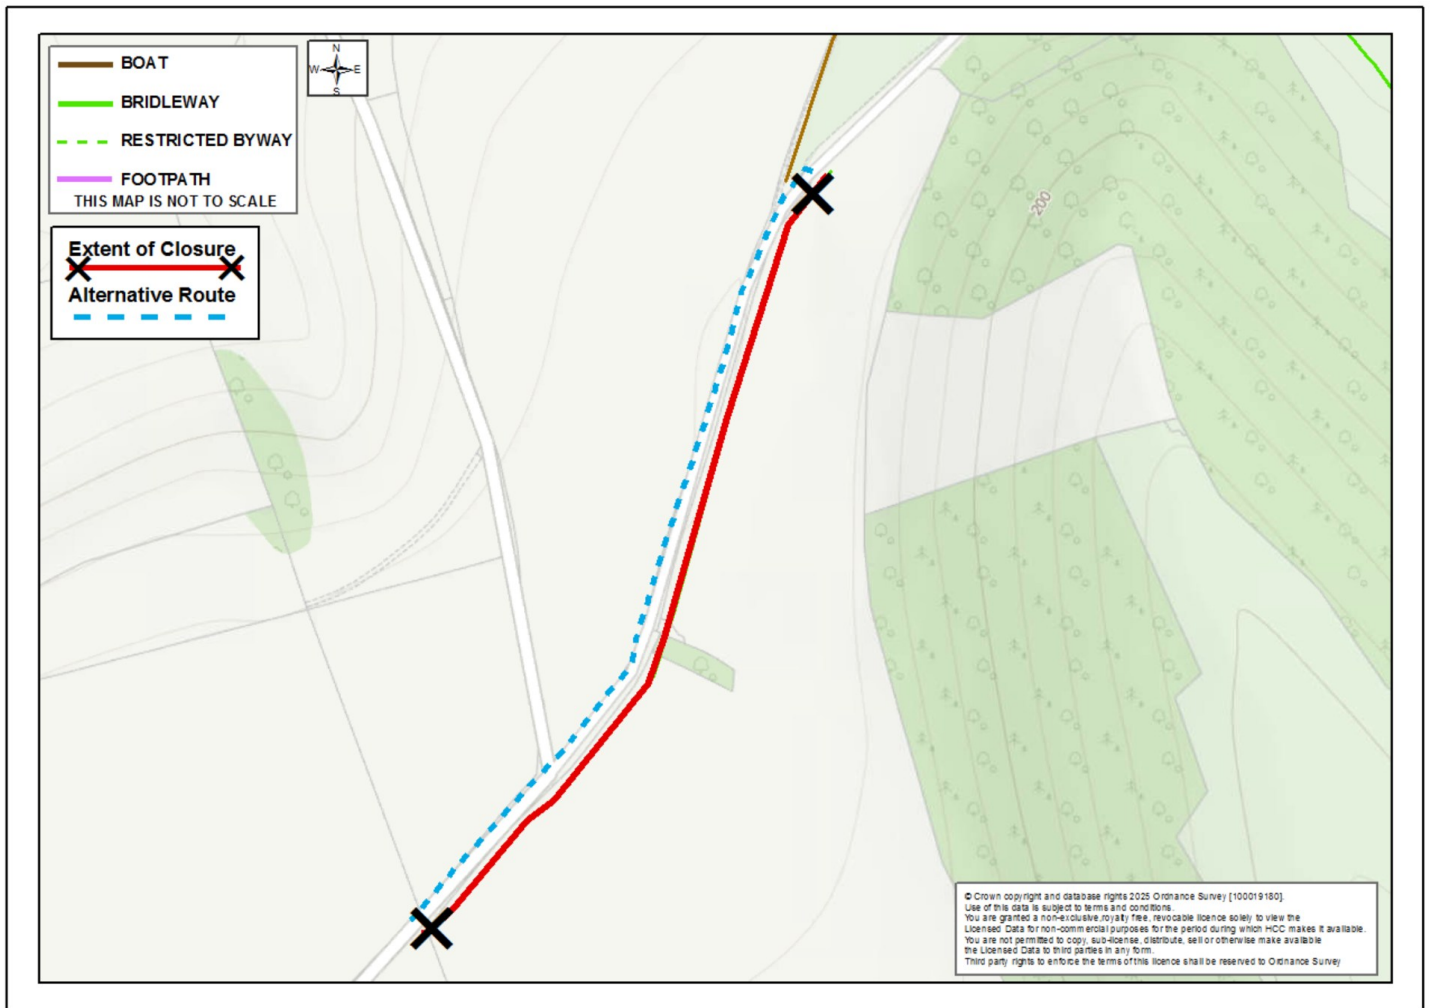 BOAT
BRIDLEWAY
RESTRICTED BYWAY
FOOTPATH
THIS MAP IS NOT TO SCALE
N
W E
S
Extent of Closure
Alternative Route
200
© Crown copyright and database rights 2025 Ordnance Survey [100019180].
Use of this data is subject to terms and conditions.
You are granted a non-exclusive,royalty free, revocable licence solely to view the
Licensed Data for non-commercial purposes for the period during which HCC makes it available.
You are not permitted to copy, sub-license, distribute, sell or otherwise make available
the Licensed Data to third parties in any form.
Third party rights to enforce the terms of this licence shall be reserved to Ordnance Survey